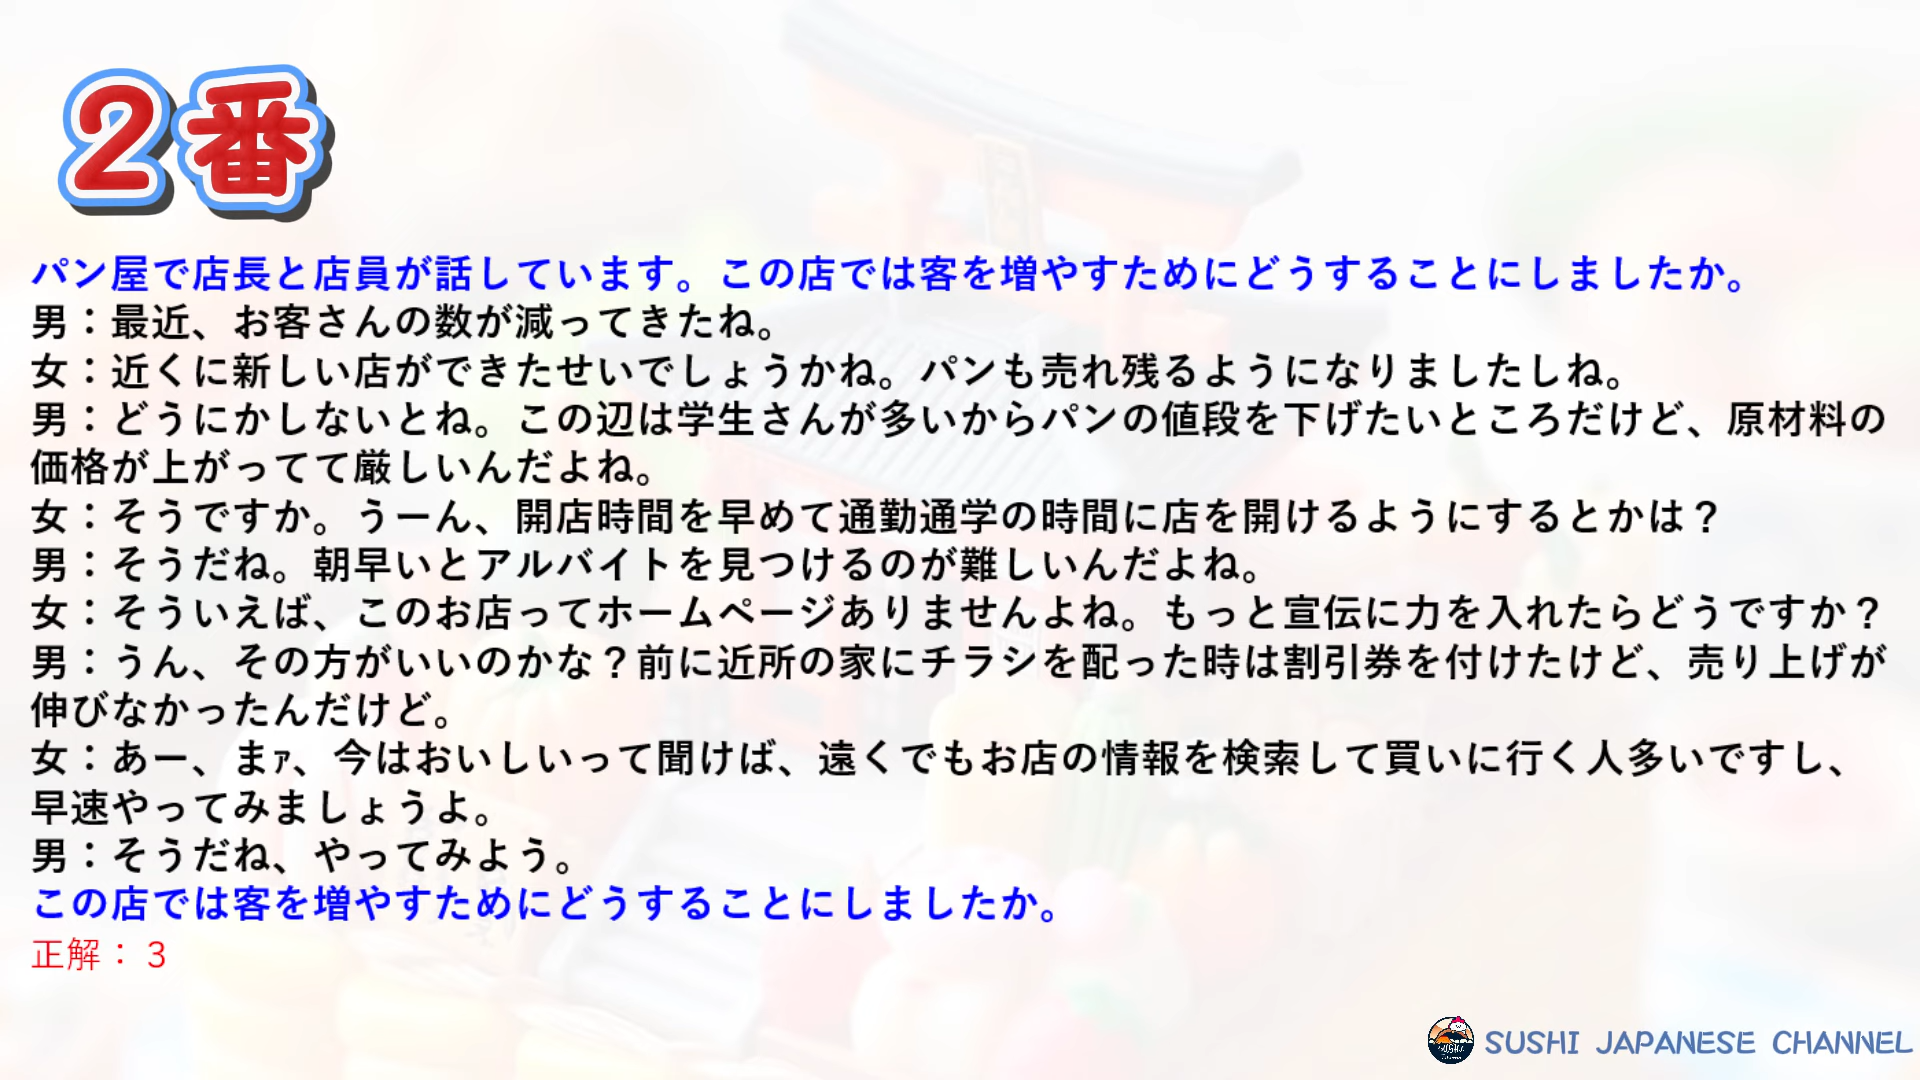 2番
パン屋で店長と店員が話しています。この店では客を増やすためにどうすることにしましたか。
男：最近、お客さんの数が減ってきたね。
女：近くに新しい店ができたせいでしょうかね。パンも売れ残るようになりましたしね。
男：どうにかしないとね。この辺は学生さんが多いからパンの値段を下げたいところだけど、原材料の
価格が上がってて厳しいんだよね。
女：そうですか。うーん、開店時間を早めて通勤通学の時間に店を開けるようにするとかは？
男：そうだね。朝早いとアルバイトを見つけるのが難しいんだよね。
女：そういえば、このお店ってホームページありませんよね。もっと宣伝に力を入れたらどうですか？
男：うん、その方がいいのかな？前に近所の家にチラシを配った時は割引券を付けたけど、売り上げが
伸びなかったんだけど。
女：あー、まｧ、今はおいしいって聞けば、遠くでもお店の情報を検索して買いに行く人多いですし、
早速やってみましょうよ。
男：そうだね、やってみよう。
この店では客を増やすためにどうすることにしましたか。
正解：３
SUSHI JAPANESE CHANNEL